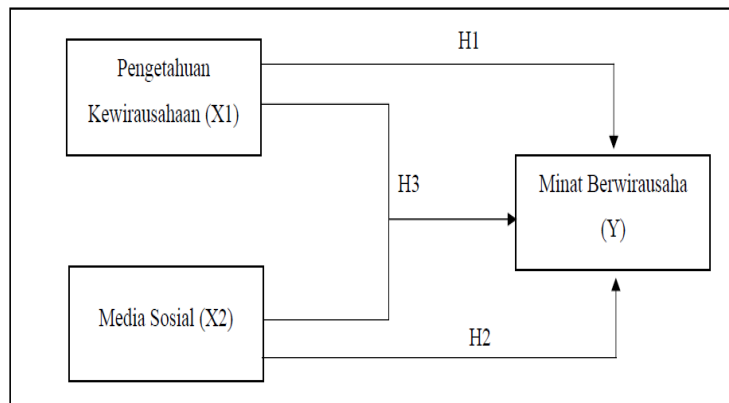 H1
Pengetahuan
Kewirausahaan (X1)
H3
Minat Berwirausaha
(Y)
Media Sosial (X2)
H2